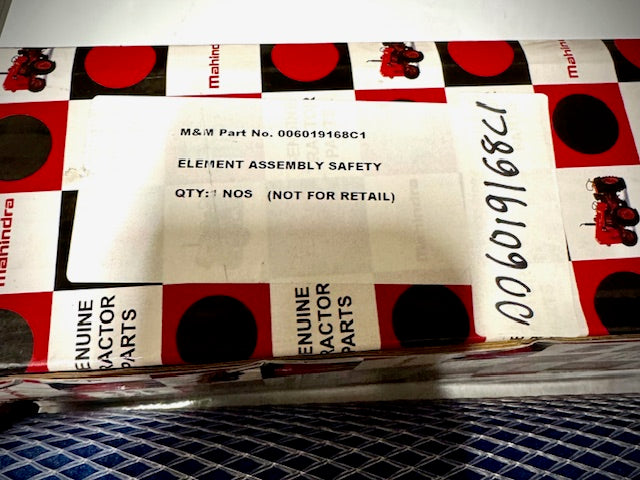 Mahindra
Mahindra
M&M Part No. 006019168C1
ELEMENT ASSEMBLY SAFETY
QTY: 1 NOS (NOT FOR RETAIL)
006019168C1
Mahindra
ENUINE
RACTOR
PARTS
ENUINE
RACTOR
PARTS